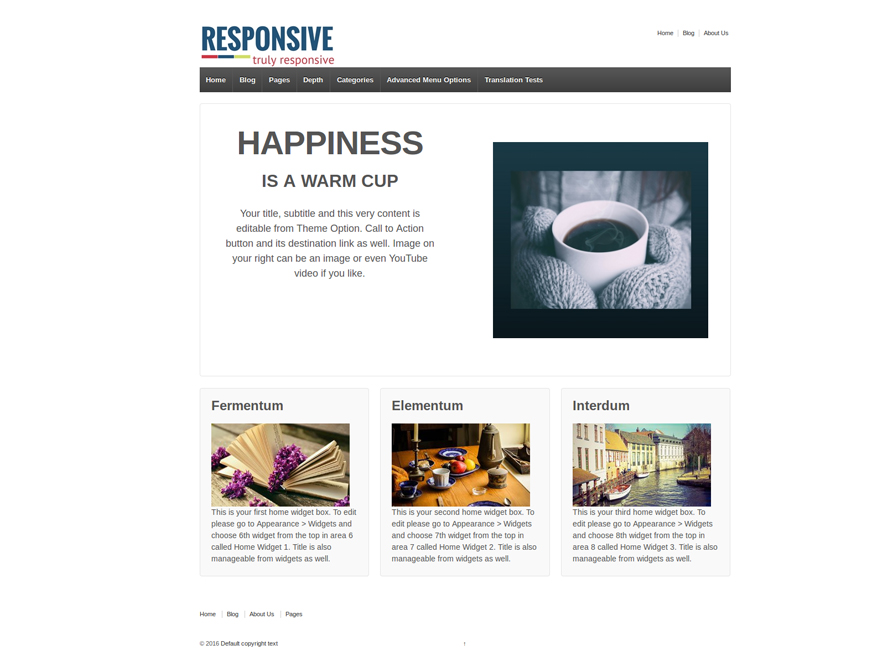 Home Blog About Us
RESPONSIVE
truly responsive
Home Blog Pages Depth Categories Advanced Menu Options Translation Tests
HAPPINESS
IS A WARM CUP
Your title, subtitle and this very content is
editable from Theme Option. Call to Action
button and its destination link as well. Image on
your right can be an image or even YouTube
video if you like.
Fermentum
This is your first home widget box. To edit
please go to Appearance > Widgets and
choose 6th widget from the top in area 6
called Home Widget 1. Title is also
manageable from widgets as well.
Elementum
This is your second home widget box. To
edit please go to Appearance > Widgets
and choose 7th widget from the top in
area 7 called Home Widget 2. Title is also
manageable from widgets as well.
Interdum
This is your third home widget box. To
edit please go to Appearance > Widgets
and choose 8th widget from the top in
area 8 called Home Widget 3. Title is also
manageable from widgets as well.
Home Blog About Us Pages
© 2016 Default copyright text ↑